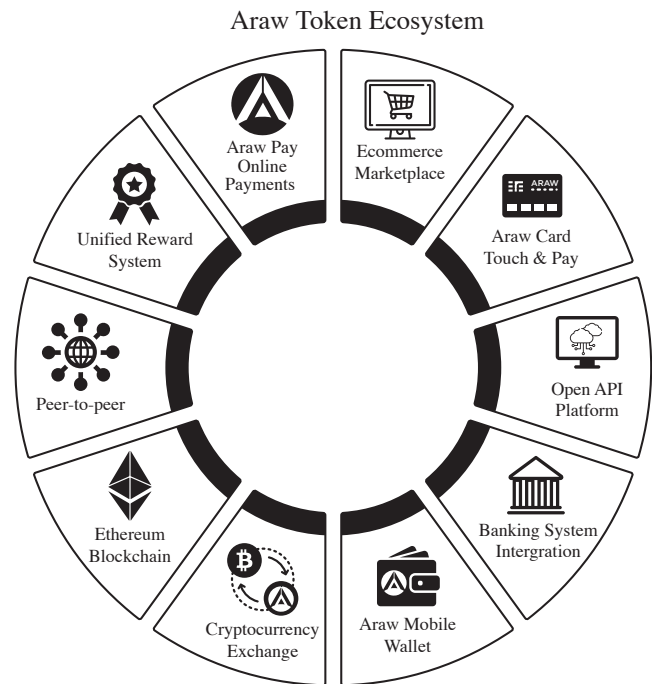 Araw Token Ecosystem
Ecommerce
Marketplace
ARAW
Araw Card
Touch & Pay
Open API
Platform
Banking System
Intergration
Araw Mobile
Wallet
Cryptocurrency
Exchange
Ethereum
Blockchain
Peer-to-peer
Unified Reward
System
Araw Pay
Online
Payments